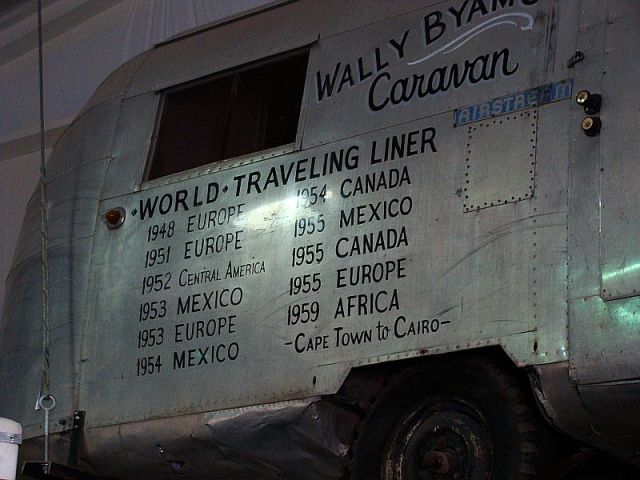 WALLY BYAM'S
Caravan
AIRSTREAM
•WORLD•TRAVELING LINER
1948 EUROPE
1951 EUROPE
1952 CENTRAL AMERICA
1953 MEXICO
1953 EUROPE
1954 MEXICO
1954 CANADA
1955 MEXICO
1955 CANADA
1955 EUROPE
1959 AFRICA
-CAPE TOWN TO CAIRO-